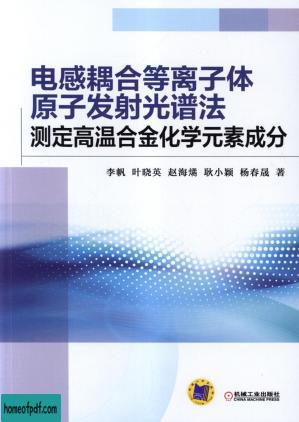 电感耦合等离子体
原子发射光谱法
测定高温合金化学元素成分
李帆 叶晓英 赵海燏 耿小颖 杨春晟 著
机械工业出版社
CHINA MACHINE PRESS
homeofpdf.com